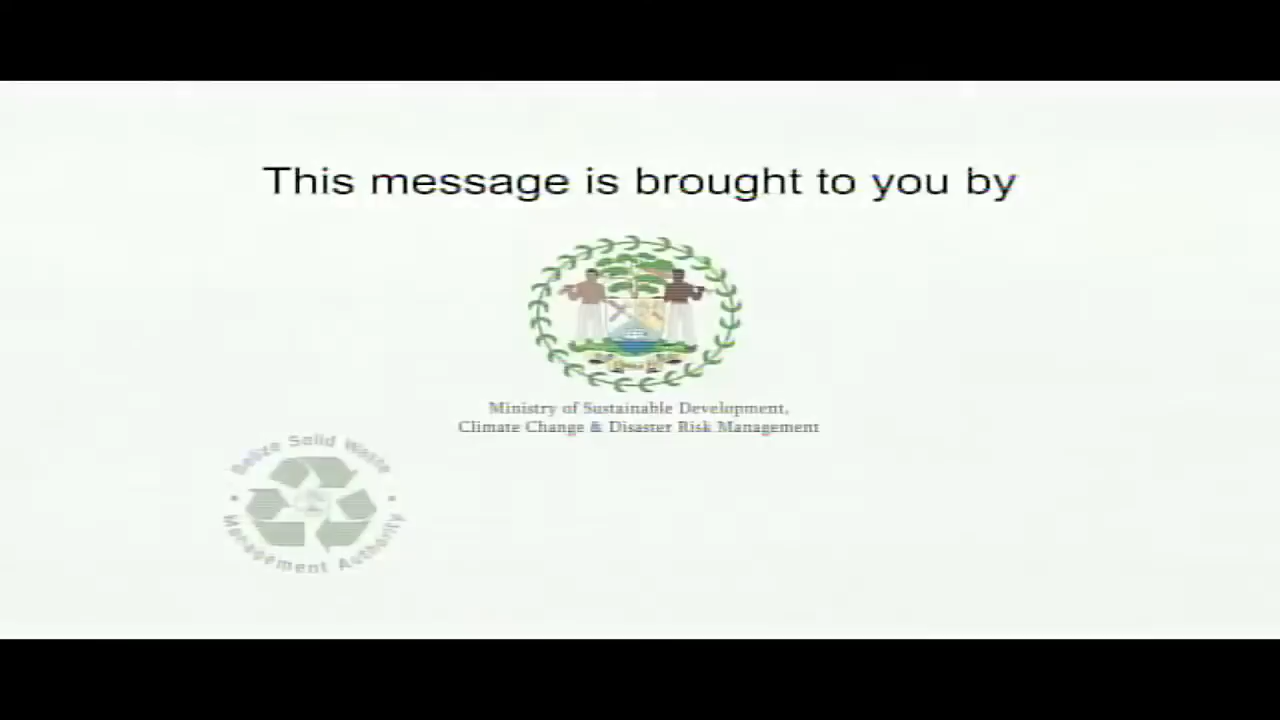 This message is brought to you by
Ministry of Sustainable Development,
Climate Change & Disaster Risk Management
Belize Solid Waste
Management Authority